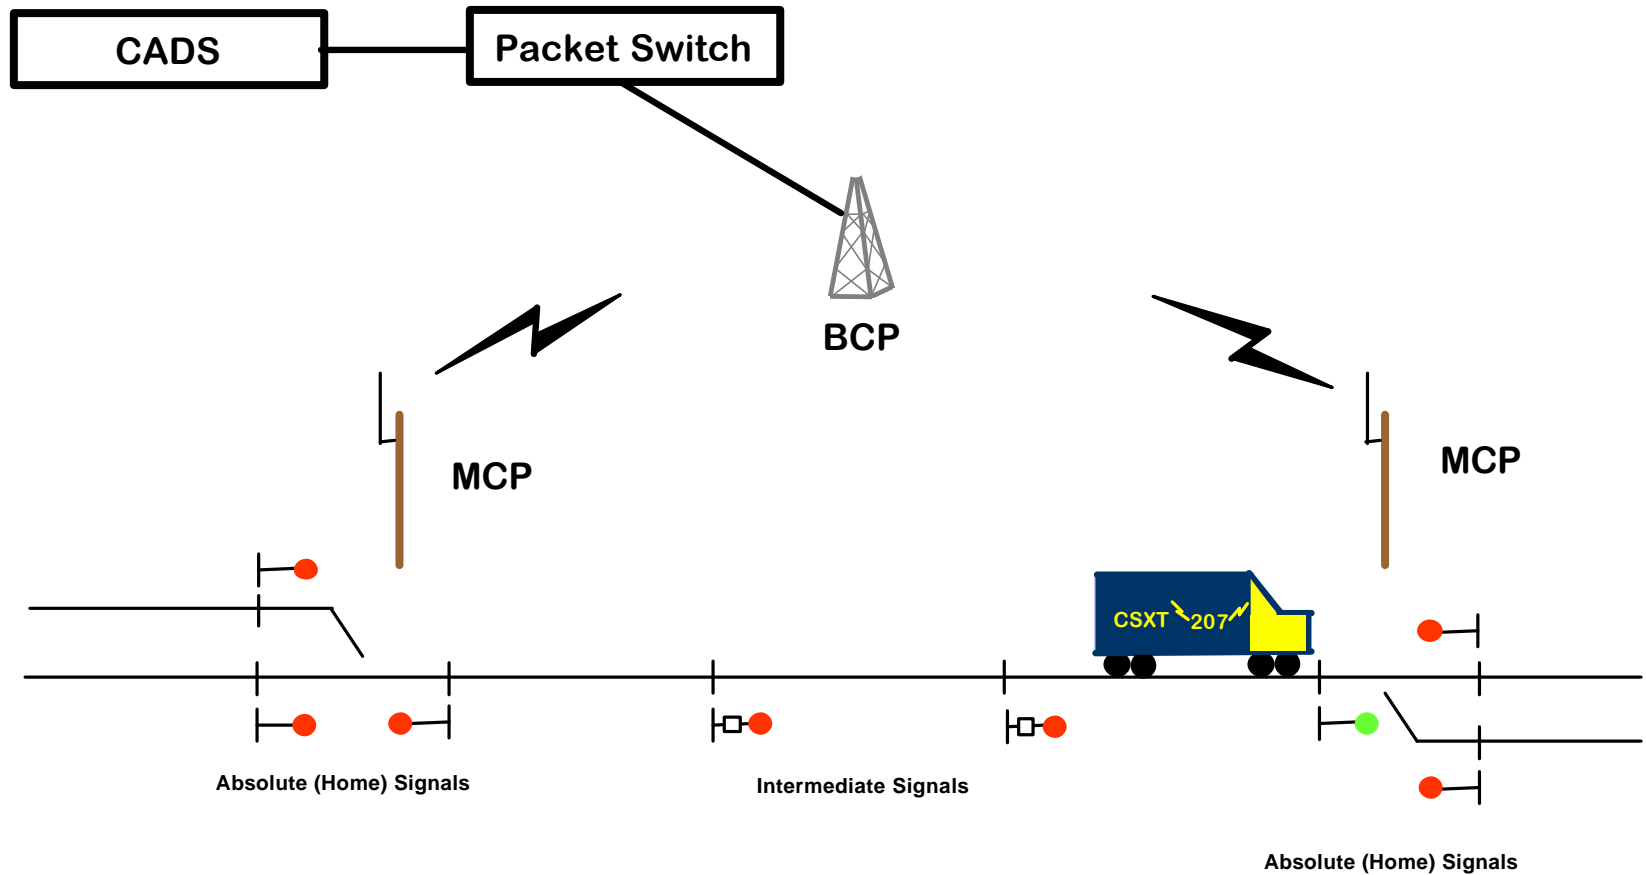 CADS
Packet Switch
BCP
MCP
MCP
CSXT 207
Absolute (Home) Signals
Intermediate Signals
Absolute (Home) Signals